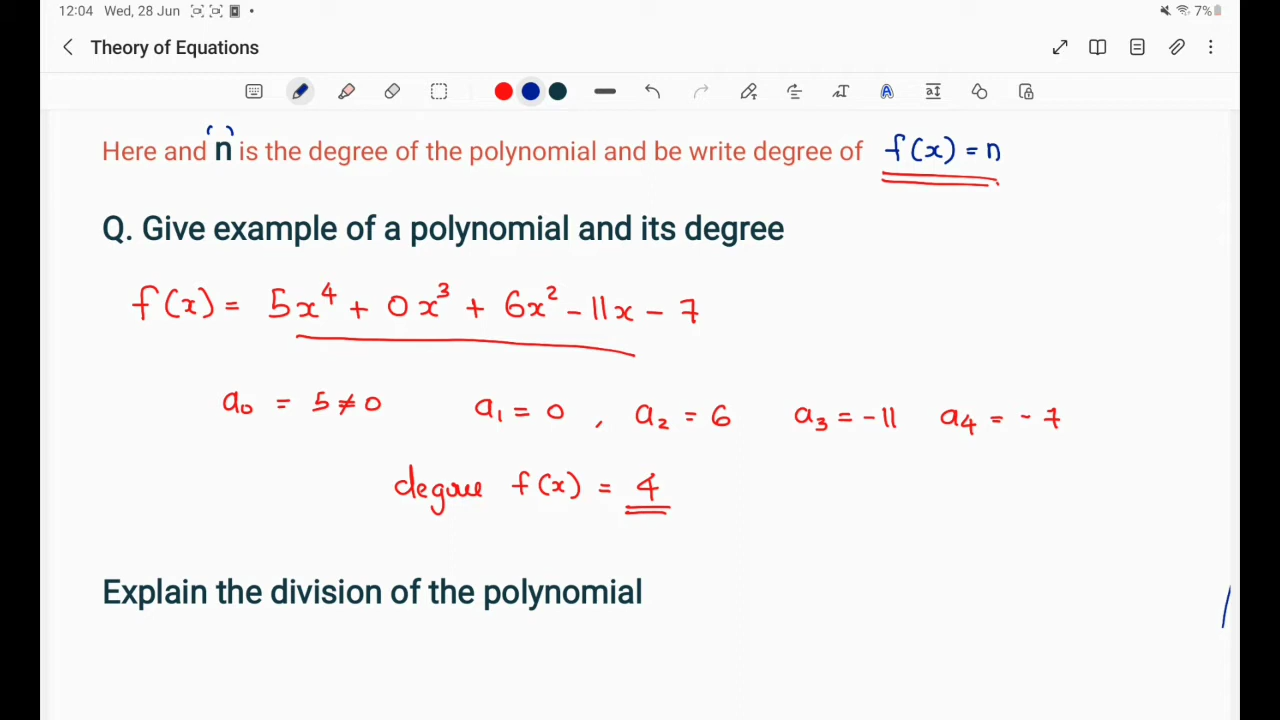 12:04 Wed, 28 Jun
7%
Theory of Equations
Here and n is the degree of the polynomial and be write degree of f(x) = n
Q. Give example of a polynomial and its degree
f(x) = 5x⁴ + 0x³ + 6x² - 11x - 7
a₀ = 5 ≠ 0 a₁ = 0 , a₂ = 6 a₃ = -11 a₄ = -7
degree f(x) = 4
Explain the division of the polynomial